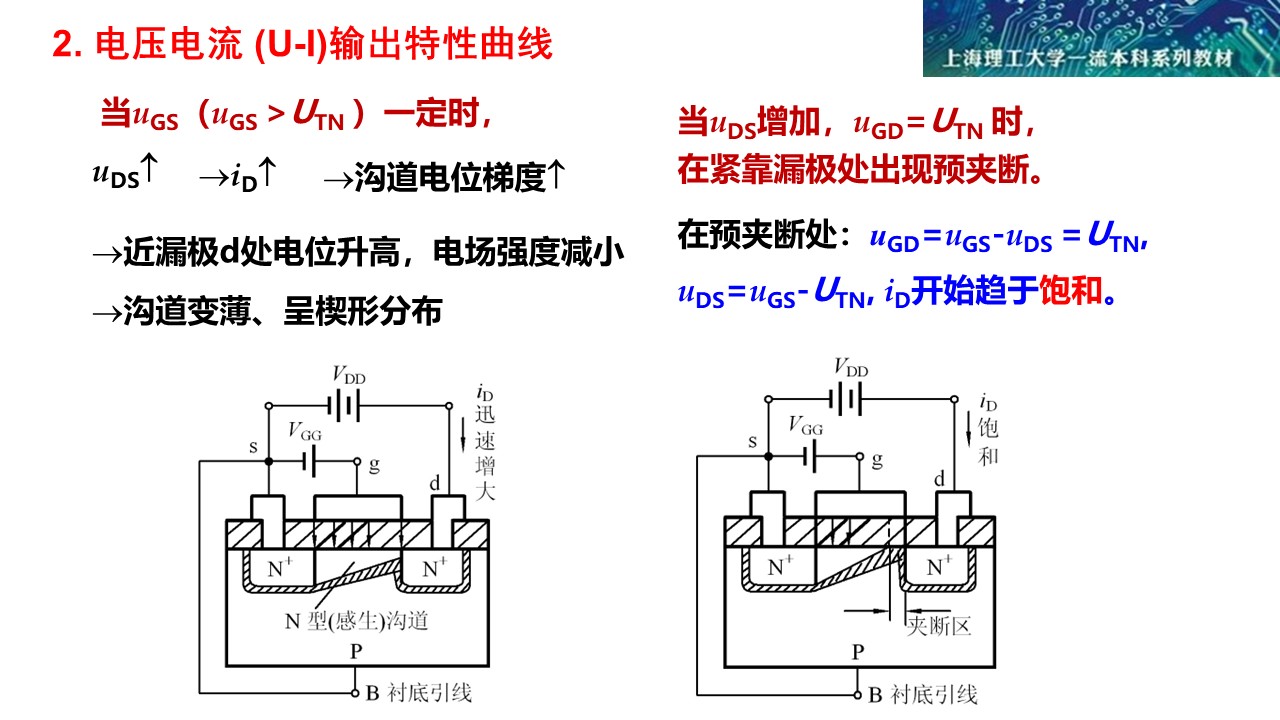 2. 电压电流 (U-I)输出特性曲线
上海理工大学一流本科系列教材
当uGS（uGS＞UTN ）一定时，
uDS↑ →iD↑ →沟道电位梯度↑
→近漏极d处电位升高，电场强度减小
→沟道变薄、呈楔形分布
当uDS增加，uGD=UTN 时，
在紧靠漏极处出现预夹断。
在预夹断处：uGD=uGS-uDS =UTN,
uDS=uGS-UTN, iD开始趋于饱和。
VDD
iD
迅
速
增
大
VGG
s
g
d
N+
N+
N 型(感生)沟道
P
B 衬底引线
VDD
iD
饱
和
VGG
s
g
d
N+
N+
夹断区
P
B 衬底引线